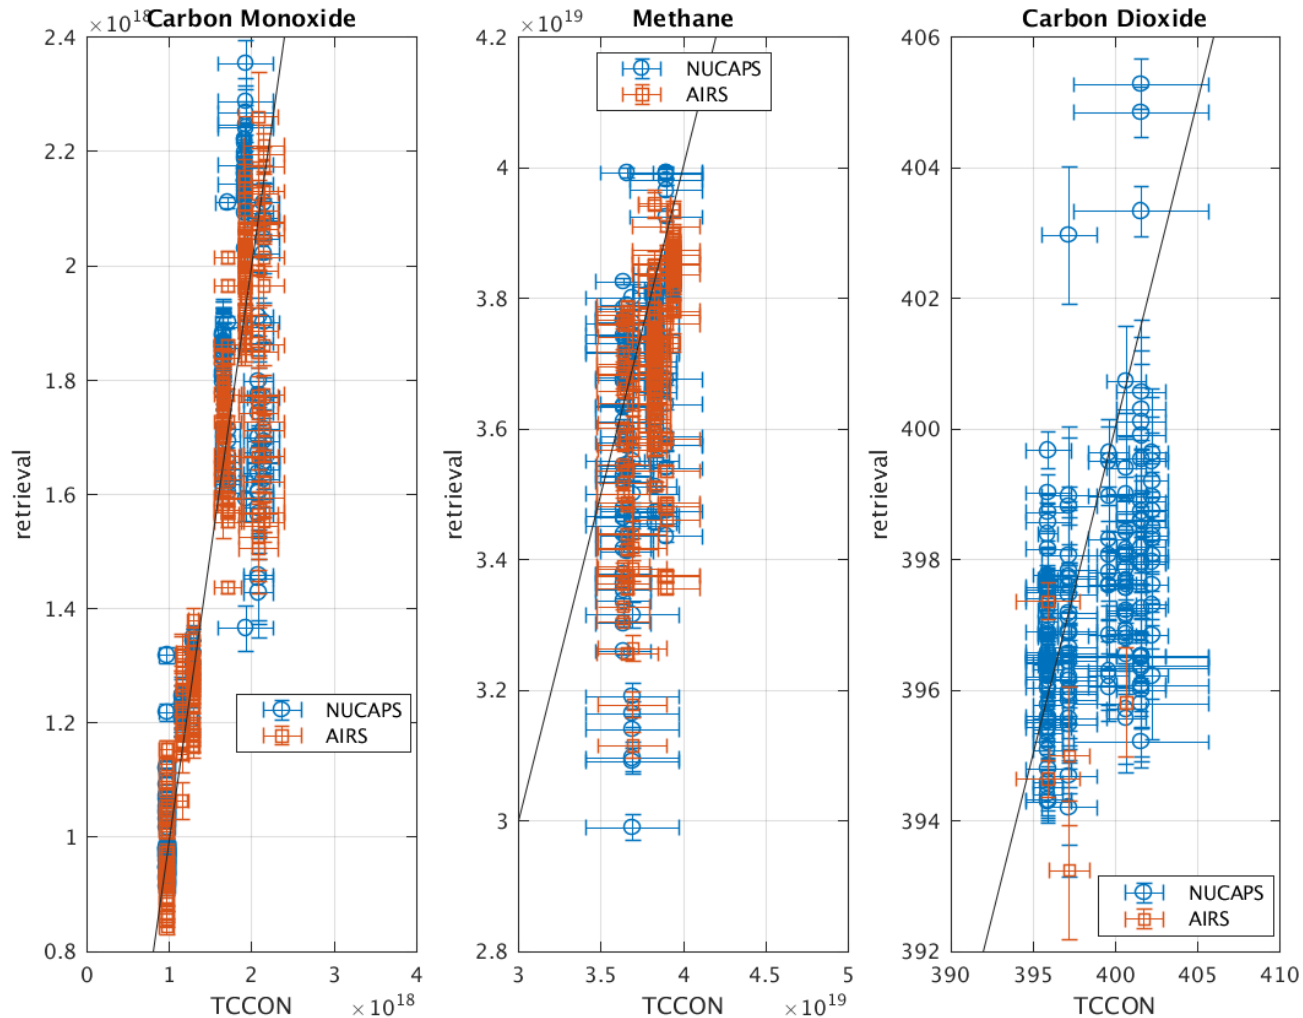 ×10^18
Carbon Monoxide
2.4
2.2
2
1.8
1.6
1.4
1.2
1
0.8
retrieval
NUCAPS
AIRS
0 1 2 3 4
TCCON
×10^18
×10^19
Methane
4.2
4
3.8
3.6
3.4
3.2
3
2.8
retrieval
NUCAPS
AIRS
3 3.5 4 4.5 5
TCCON
×10^19
Carbon Dioxide
406
404
402
400
398
396
394
392
retrieval
NUCAPS
AIRS
390 395 400 405 410
TCCON